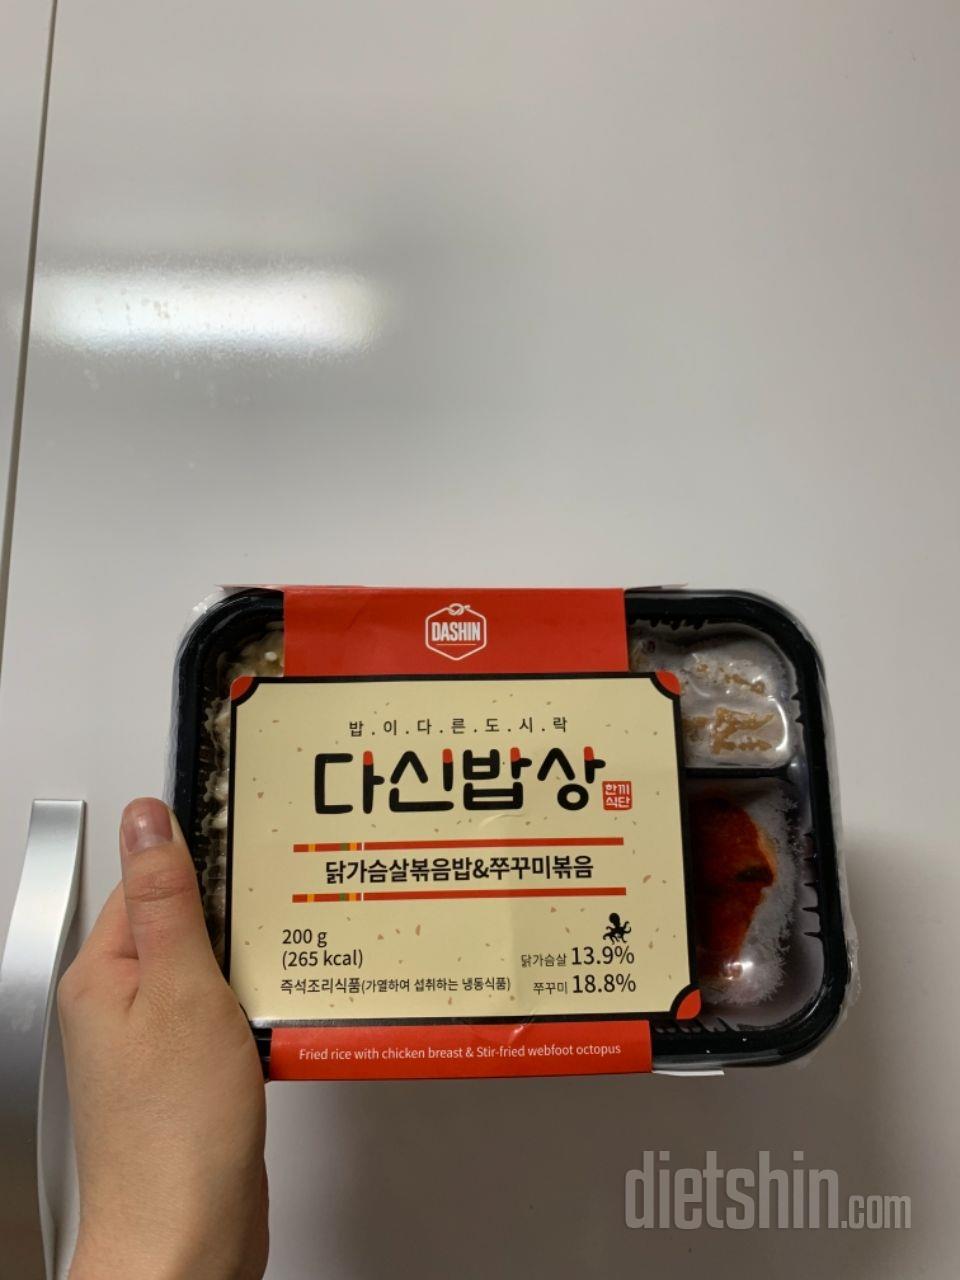 DASHIN
밥.이.다.른.도.시.락
다신밥상
한끼
식단
닭가슴살볶음밥&쭈꾸미볶음
200 g
(265 kcal)
즉석조리식품(가열하여 섭취하는 냉동식품)
닭가슴살 13.9%
쭈꾸미 18.8%
Fried rice with chicken breast & Stir-fried webfoot octopus
dietshin.com